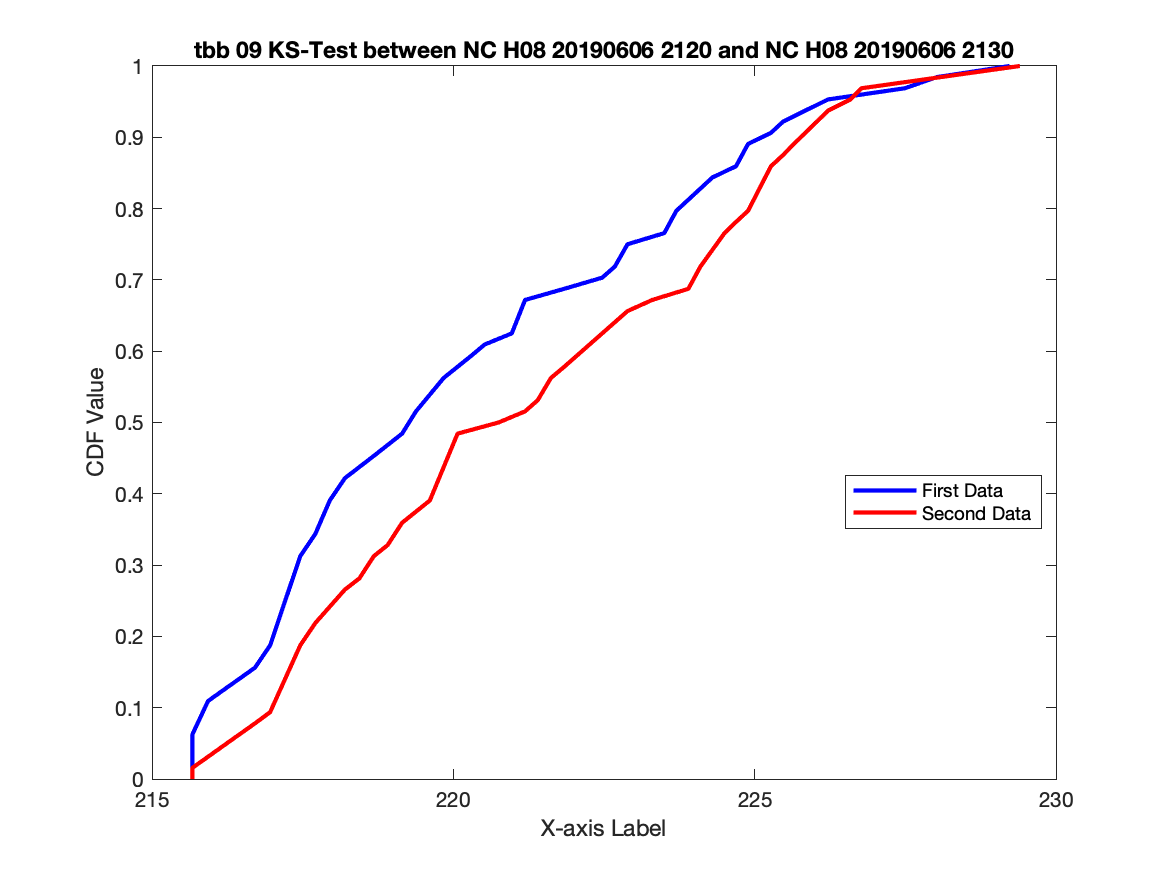 tbb 09 KS-Test between NC H08 20190606 2120 and NC H08 20190606 2130
1
0.9
0.8
0.7
0.6
0.5
0.4
0.3
0.2
0.1
0
CDF Value
First Data
Second Data
215 220 225 230
X-axis Label